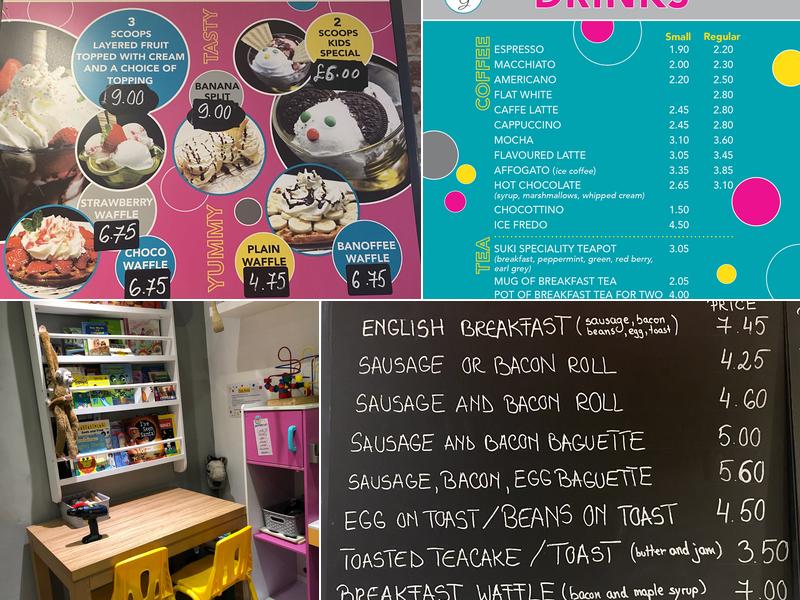 3
SCOOPS
LAYERED FRUIT
TOPPED WITH CREAM
AND A CHOICE OF
TOPPING
£9.00
TASTY
2
SCOOPS
KIDS
SPECIAL
£6.00
BANANA
SPLIT
9.00
STRAWBERRY
WAFFLE
6.75
CHOCO
WAFFLE
6.75
YUMMY
PLAIN
WAFFLE
4.75
BANOFFEE
WAFFLE
6.75
DRINKS
Small Regular
COFFEE
ESPRESSO 1.90 2.20
MACCHIATO 2.00 2.30
AMERICANO 2.20 2.50
FLAT WHITE 2.80
CAFFE LATTE 2.45 2.80
CAPPUCCINO 2.45 2.80
MOCHA 3.10 3.60
FLAVOURED LATTE 3.05 3.45
AFFOGATO (ice coffee) 3.35 3.85
HOT CHOCOLATE 2.65 3.10
(syrup, marshmallows, whipped cream)
CHOCOTTINO 1.50
ICE FREDO 4.50
TEA
SUKI SPECIALITY TEAPOT 3.05
(breakfast, peppermint, green, red berry,
earl grey)
MUG OF BREAKFAST TEA 2.05
POT OF BREAKFAST TEA FOR TWO 4.00
I've
Seen
Santa!
PRICE
ENGLISH BREAKFAST (sausage, bacon 7.45
beans, egg, toast)
SAUSAGE OR BACON ROLL 4.25
SAUSAGE AND BACON ROLL 4.60
SAUSAGE AND BACON BAGUETTE 5.00
SAUSAGE, BACON, EGG BAGUETTE 5.60
EGG ON TOAST / BEANS ON TOAST 4.50
TOASTED TEACAKE / TOAST (butter and jam) 3.50
BREAKFAST WAFFLE (bacon and maple syrup) 7.00